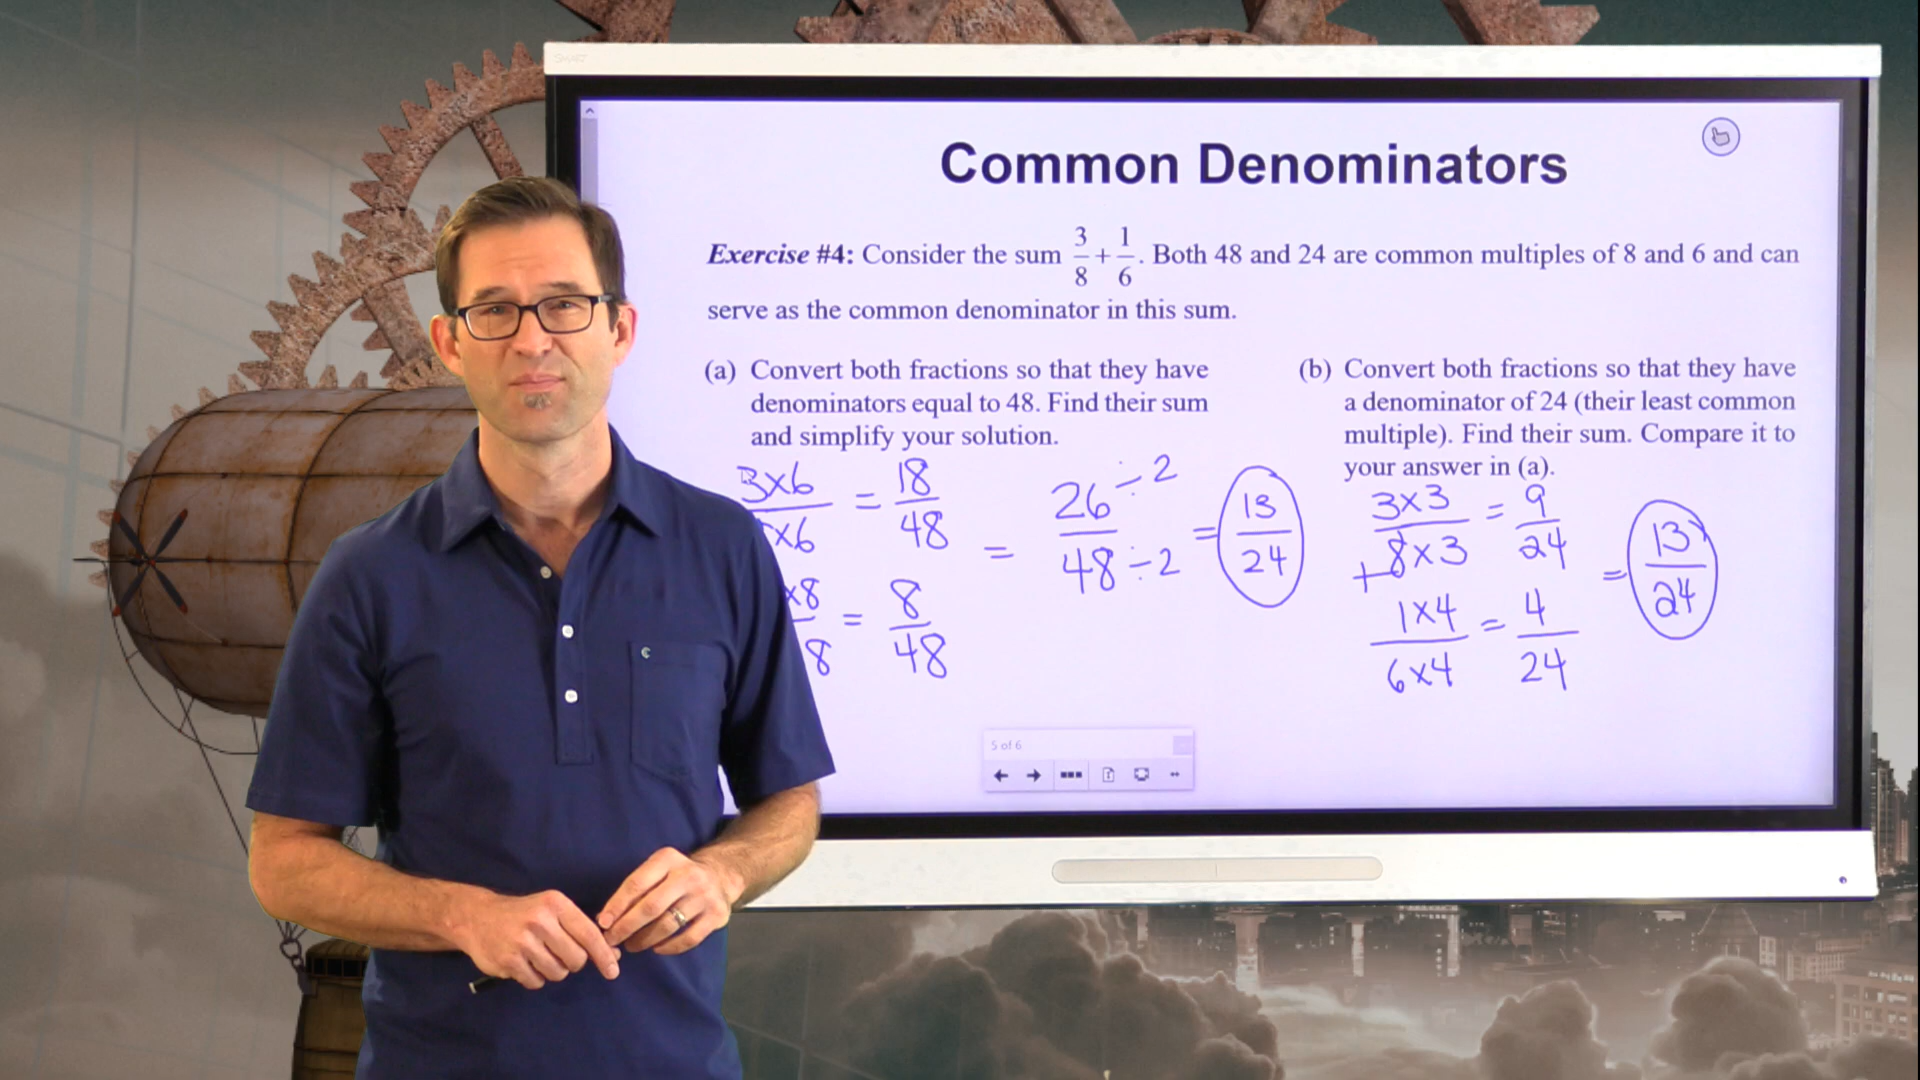 SMART
Common Denominators
Exercise #4: Consider the sum 3/8 + 1/6. Both 48 and 24 are common multiples of 8 and 6 and can
serve as the common denominator in this sum.
(a) Convert both fractions so that they have
denominators equal to 48. Find their sum
and simplify your solution.
3x6 = 18
x6 48
x8 = 8
8 48
= 26 ÷2
48 ÷2
= 13
24
(b) Convert both fractions so that they have
a denominator of 24 (their least common
multiple). Find their sum. Compare it to
your answer in (a).
3x3 = 9
8x3 24
+
1x4 = 4
6x4 24
= 13
24
5 of 6